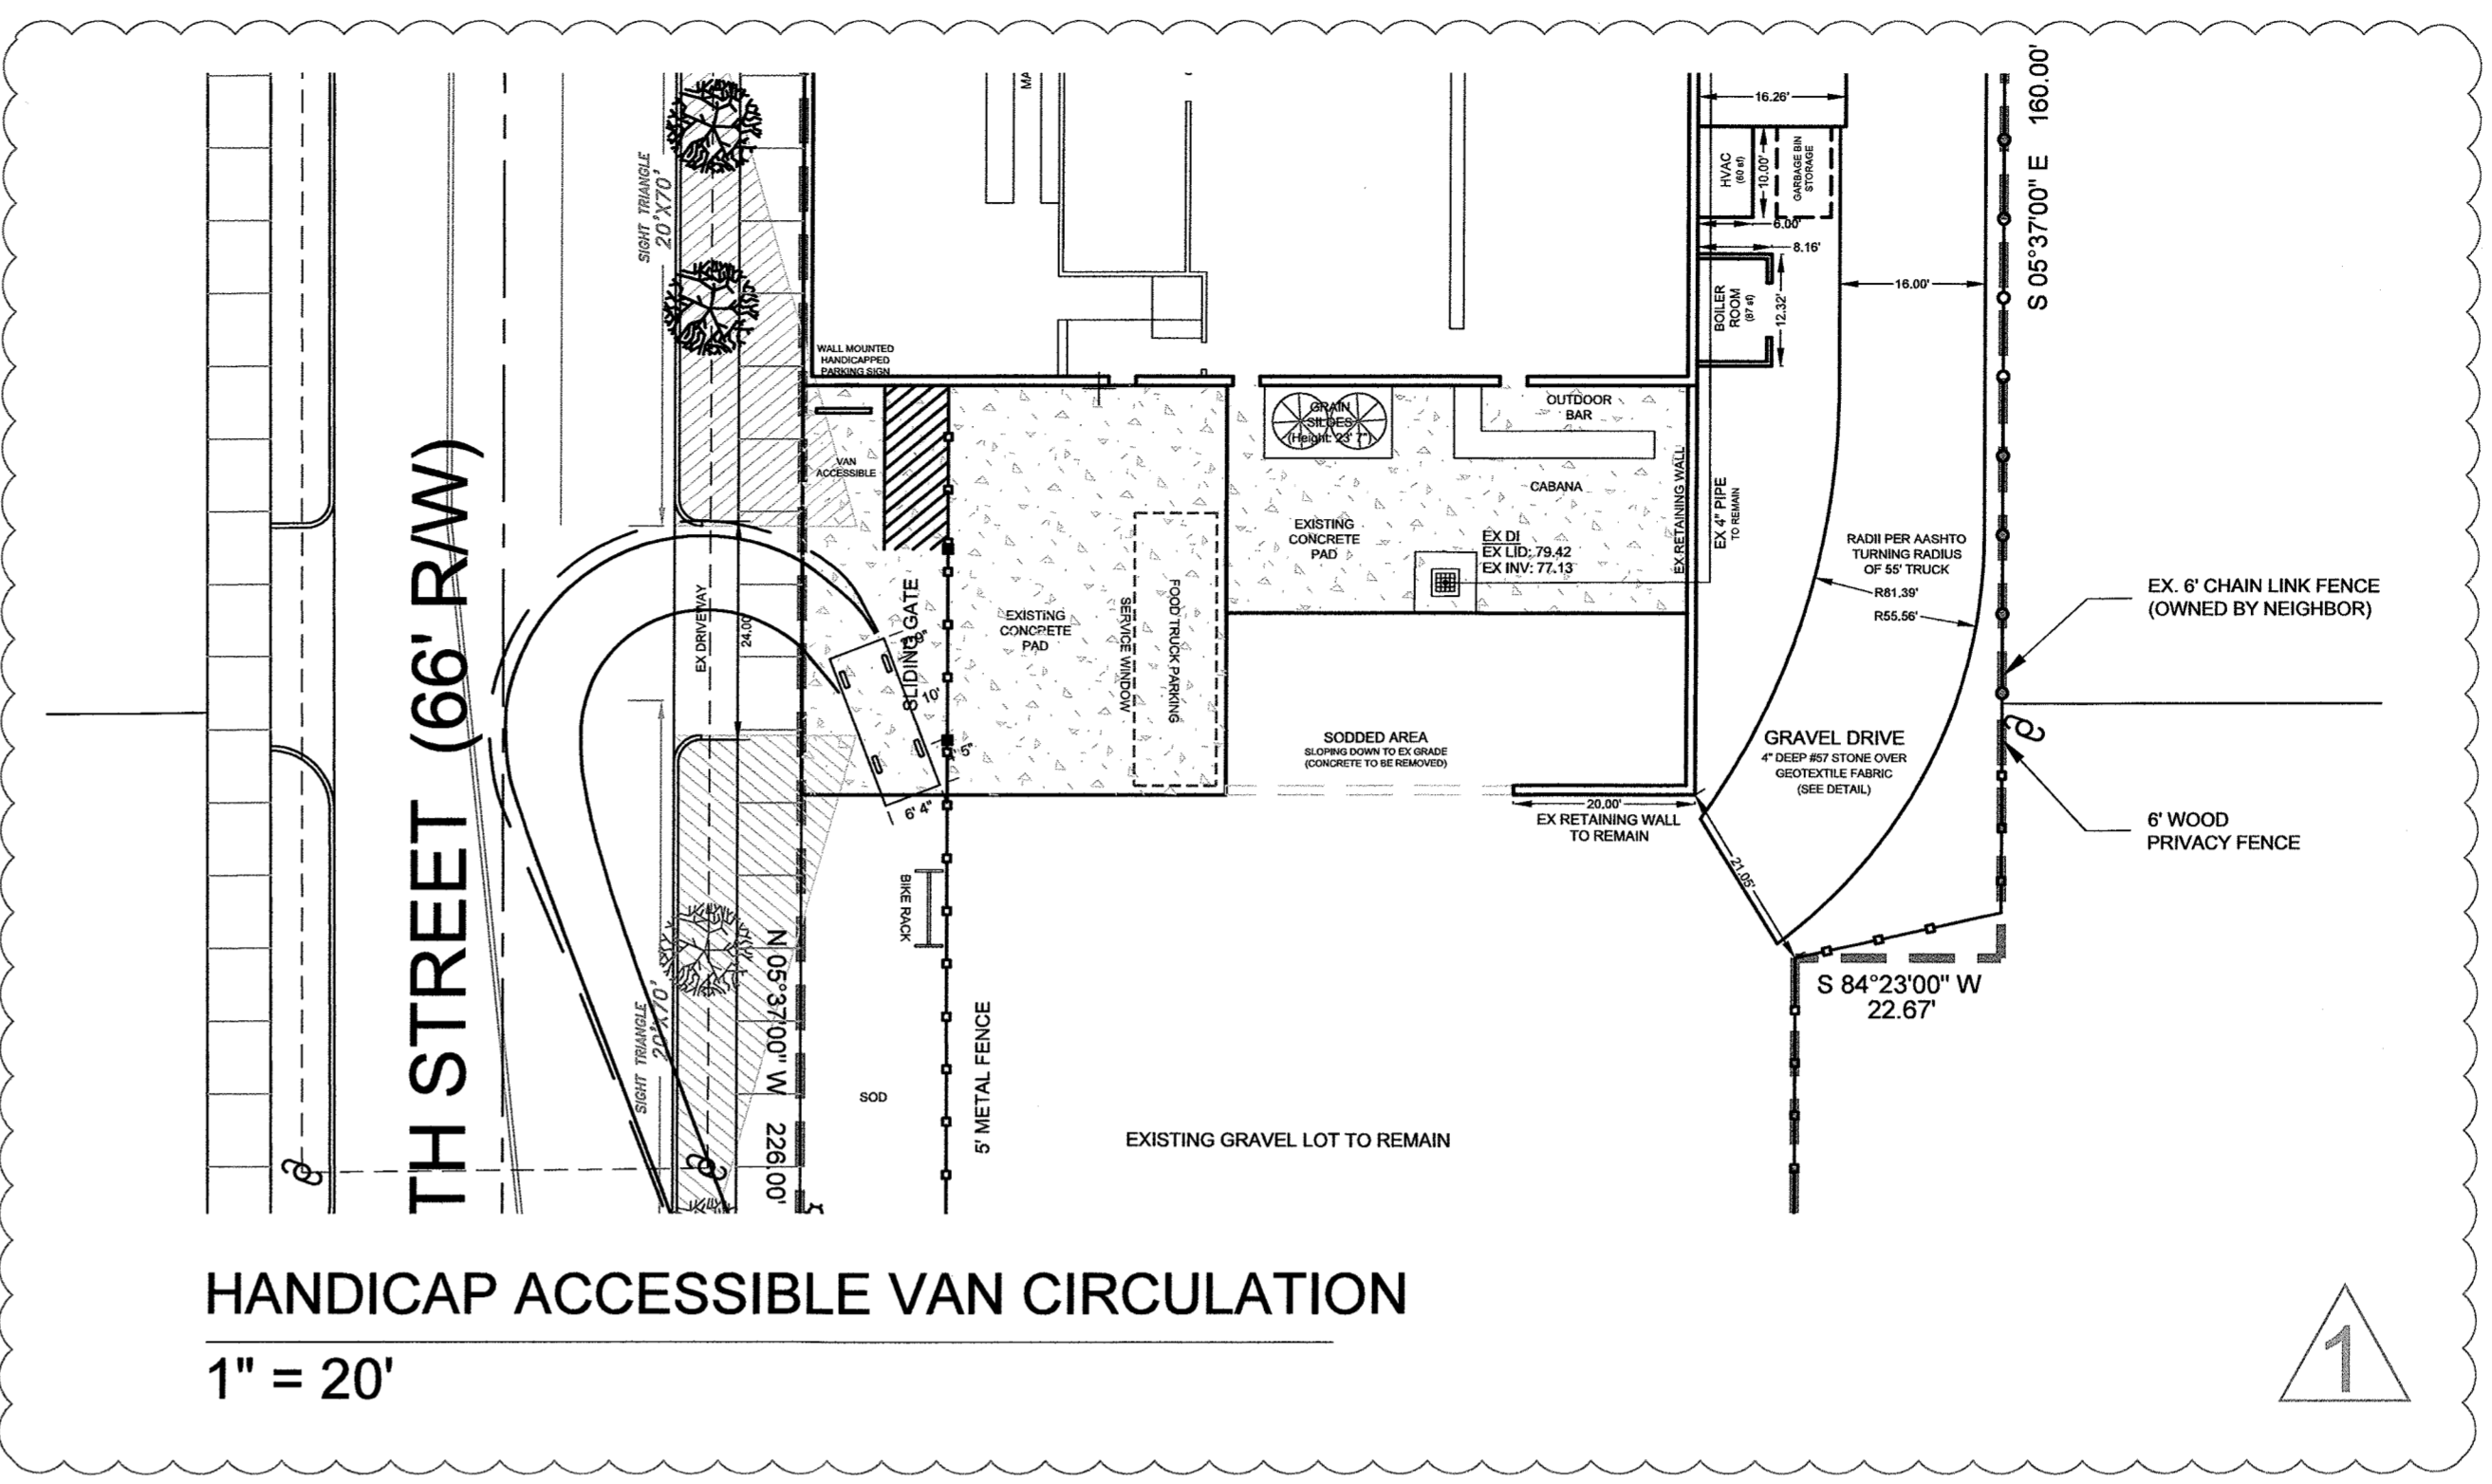 MA
16.26'
S 05°37'00" E 160.00'
HVAC
(60 sf)
10.00'
GARBAGE BIN
STORAGE
6.00'
8.16'
SIGHT TRIANGLE
20'X70'
BOILER
ROOM
(87 sf)
12.32'
16.00'
WALL MOUNTED
HANDICAPPED
PARKING SIGN
VAN
ACCESSIBLE
GRAIN
SILOES
(Height: 23' 7")
OUTDOOR
BAR
CABANA
EX RETAINING WALL
EX 4" PIPE
TO REMAIN
EXISTING
CONCRETE
PAD
EX DI
EX LID: 79.42
EX INV: 77.13
TH STREET (66' R/W)
EX DRIVEWAY
24.00
SLIDING GATE
10'
5"
6' 4"
EXISTING
CONCRETE
PAD
SERVICE WINDOW
FOOD TRUCK PARKING
RADII PER AASHTO
TURNING RADIUS
OF 55' TRUCK
R81.39'
R55.56'
EX. 6' CHAIN LINK FENCE
(OWNED BY NEIGHBOR)
SODDED AREA
SLOPING DOWN TO EX GRADE
(CONCRETE TO BE REMOVED)
GRAVEL DRIVE
4" DEEP #57 STONE OVER
GEOTEXTILE FABRIC
(SEE DETAIL)
20.00'
EX RETAINING WALL
TO REMAIN
21.05'
6' WOOD
PRIVACY FENCE
BIKE RACK
N 05°37'00" W 226.00'
SIGHT TRIANGLE
20'X70'
S 84°23'00" W
22.67'
5' METAL FENCE
SOD
EXISTING GRAVEL LOT TO REMAIN
HANDICAP ACCESSIBLE VAN CIRCULATION
1" = 20'
1